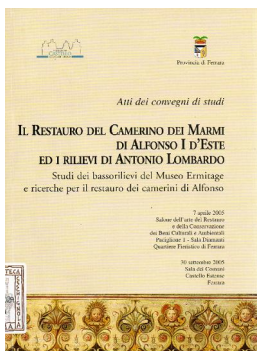 CASTELLO
Provincia di Ferrara
Atti dei convegni di studi
IL RESTAURO DEL CAMERINO DEI MARMI
DI ALFONSO I D'ESTE
ED I RILIEVI DI ANTONIO LOMBARDO
Studi dei bassorilievi del Museo Ermitage
e ricerche per il restauro dei camerini di Alfonso
7 aprile 2005
Salone dell'arte del Restauro
e della Conservazione
dei Beni Culturali e Ambientali
Padiglione 1 - Sala Diamanti
Quartiere Fieristico di Ferrara
30 settembre 2005
Sala dei Comuni
Castello Estense
Ferrara